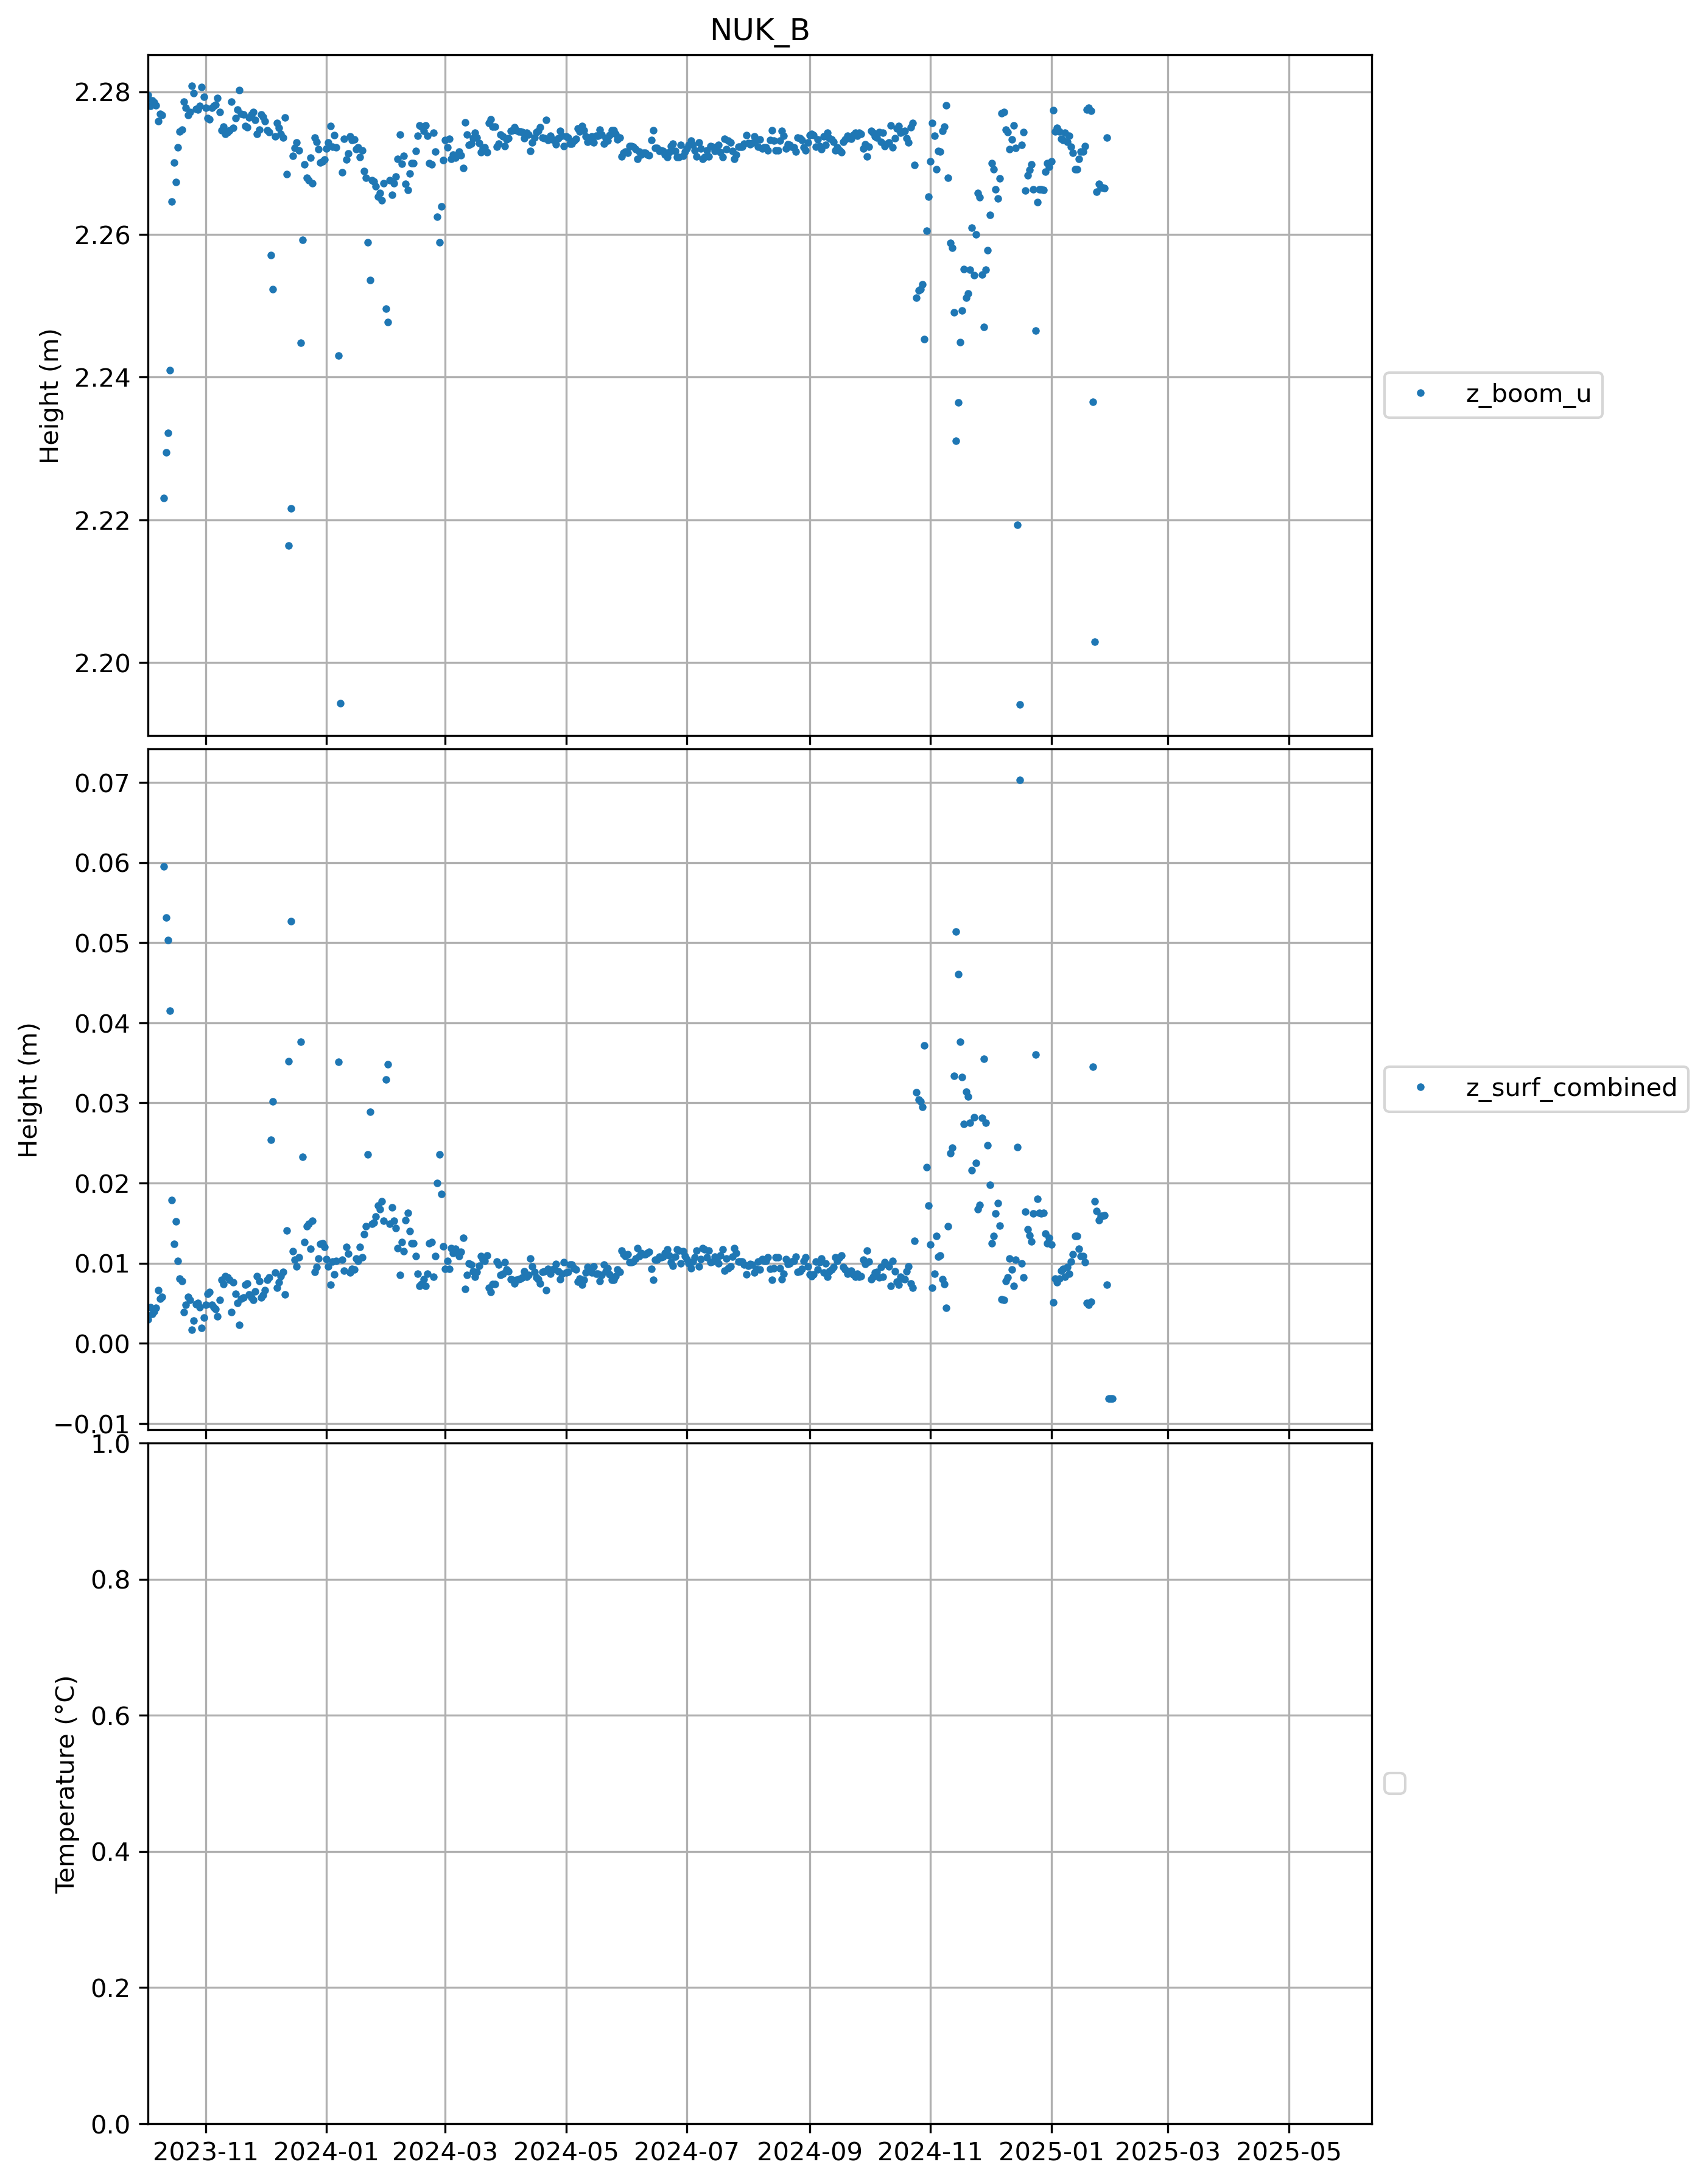 NUK_B
2.28
2.26
2.24
2.22
2.20
Height (m)
z_boom_u
0.07
0.06
0.05
0.04
0.03
0.02
0.01
0.00
−0.01
Height (m)
z_surf_combined
1.0
0.8
0.6
0.4
0.2
0.0
Temperature (°C)
2023-11 2024-01 2024-03 2024-05 2024-07 2024-09 2024-11 2025-01 2025-03 2025-05